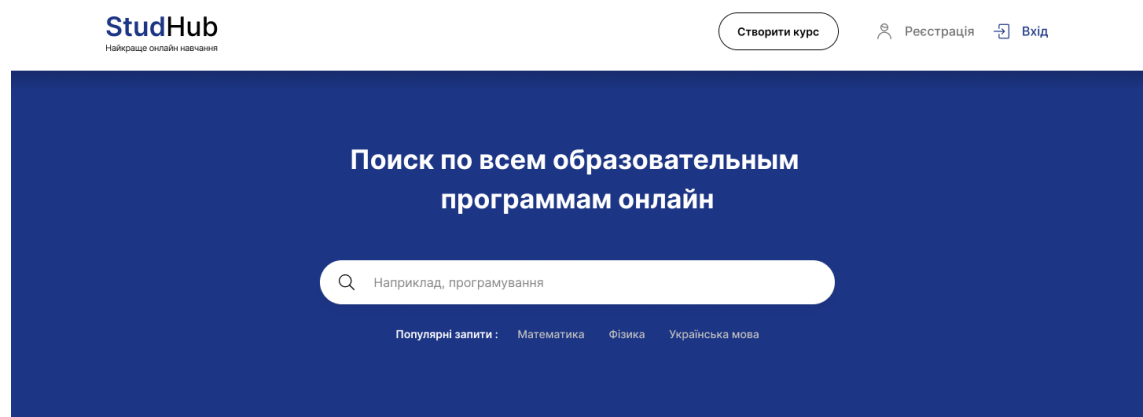 StudHub
Найкраще онлайн навчання
Створити курс
Реєстрація
Вхід
Поиск по всем образовательным
программам онлайн
Наприклад, програмування
Популярні запити : Математика Фізика Українська мова